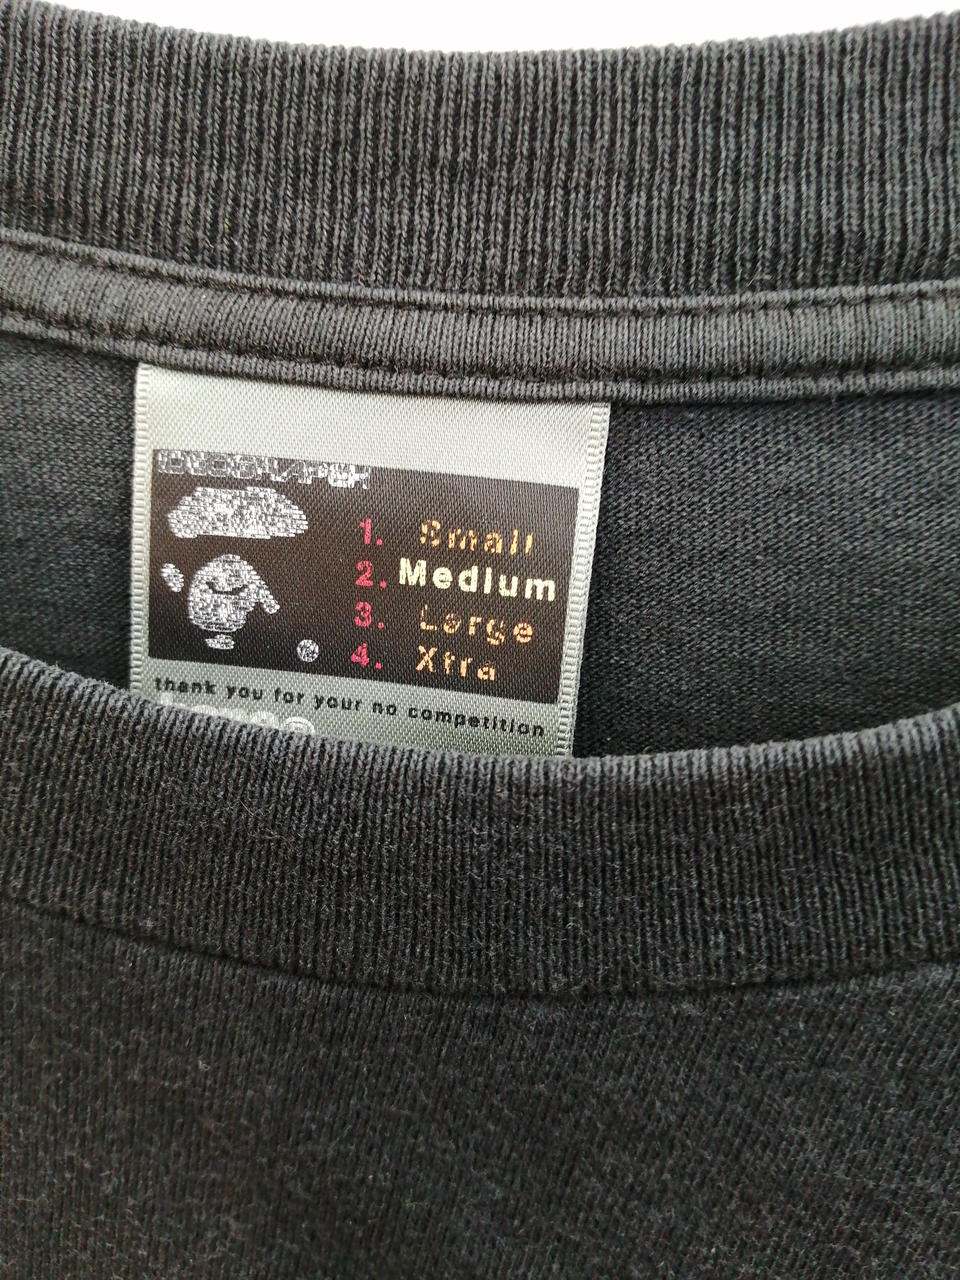 1. Small
2. Medium
3. Large
4. Xtra
thank you for your no competition